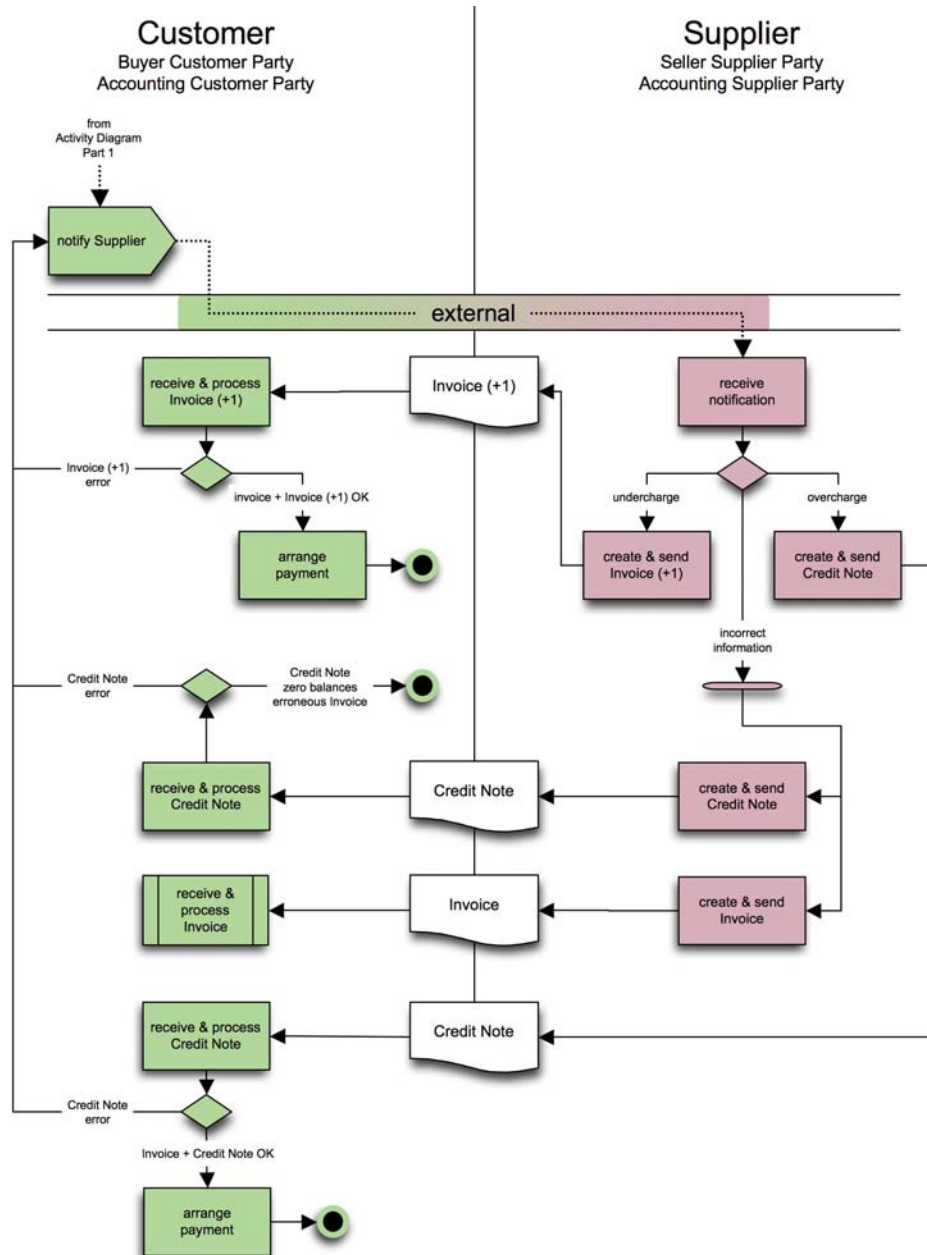 Customer
Buyer Customer Party
Accounting Customer Party
Supplier
Seller Supplier Party
Accounting Supplier Party
from
Activity Diagram
Part 1
notify Supplier
external
receive & process
Invoice (+1)
Invoice (+1)
receive
notification
Invoice (+1)
error
invoice + Invoice (+1) OK
undercharge
overcharge
arrange
payment
create & send
Invoice (+1)
create & send
Credit Note
incorrect
information
Credit Note
error
Credit Note
zero balances
erroneous Invoice
receive & process
Credit Note
Credit Note
create & send
Credit Note
receive &
process
Invoice
Invoice
create & send
Invoice
receive & process
Credit Note
Credit Note
Credit Note
error
Invoice + Credit Note OK
arrange
payment